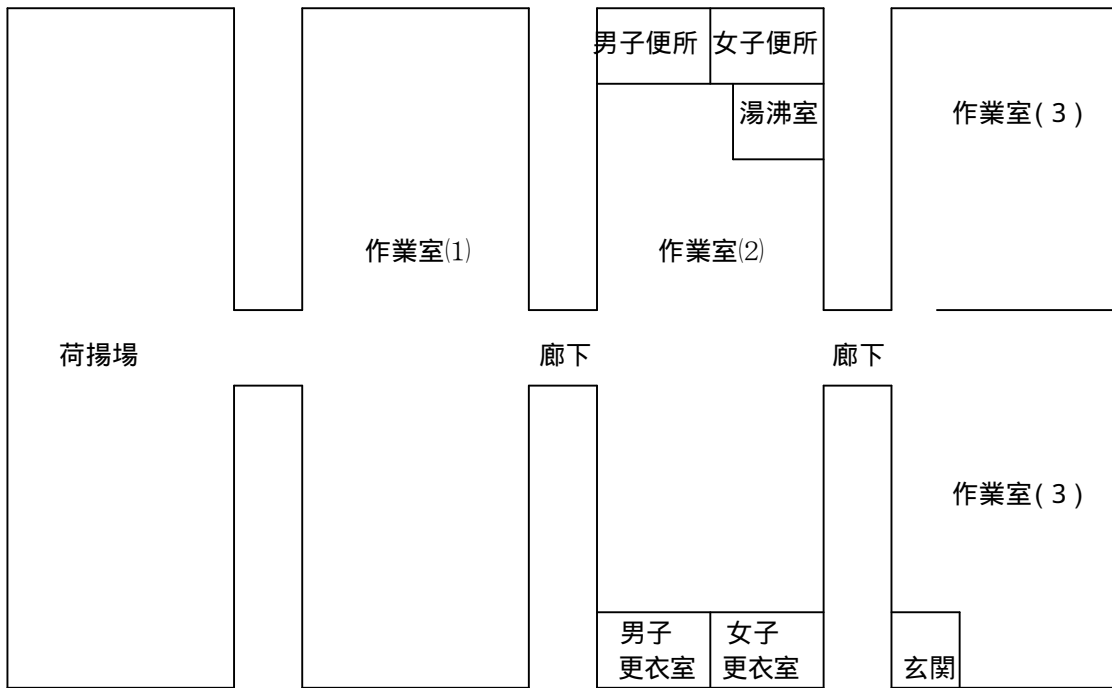 男子便所
女子便所
湯沸室
作業室(3)
作業室⑴
作業室⑵
荷揚場
廊下
廊下
作業室(3)
男子
更衣室
女子
更衣室
玄関